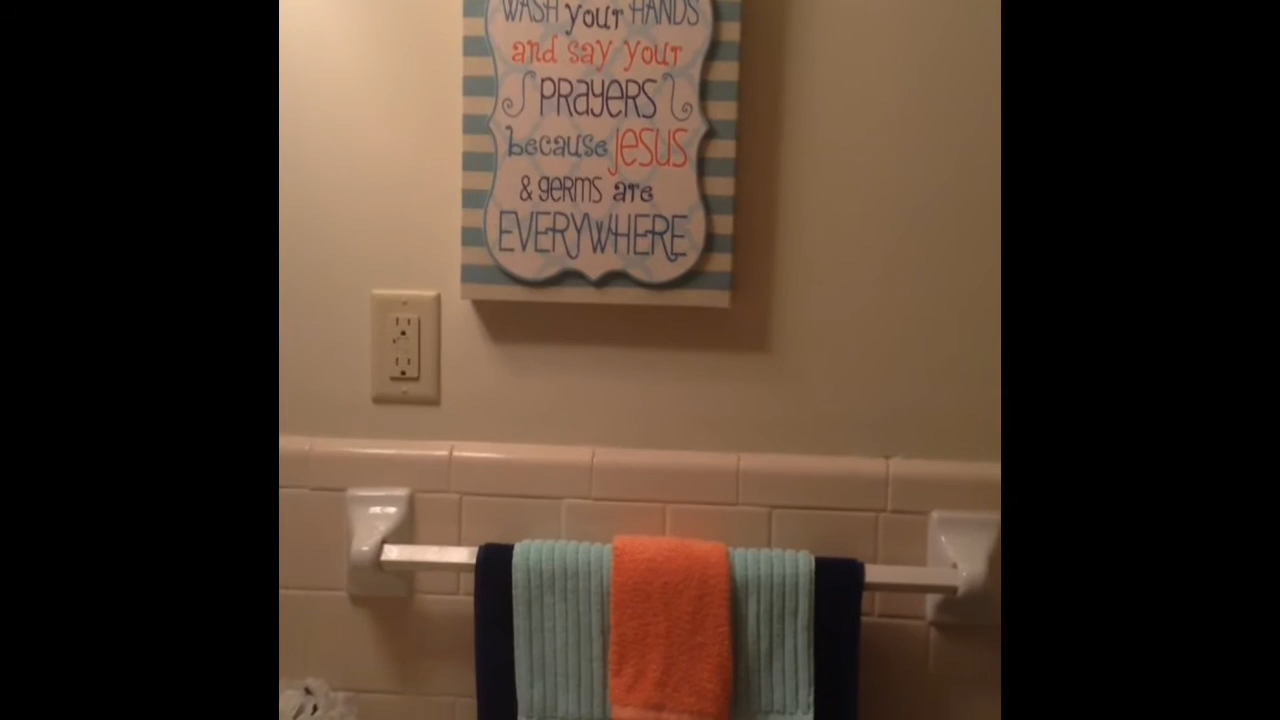 WASH your HANDS
and say your
PRAYERS
because JESUS
& GERMS are
EVERYWHERE